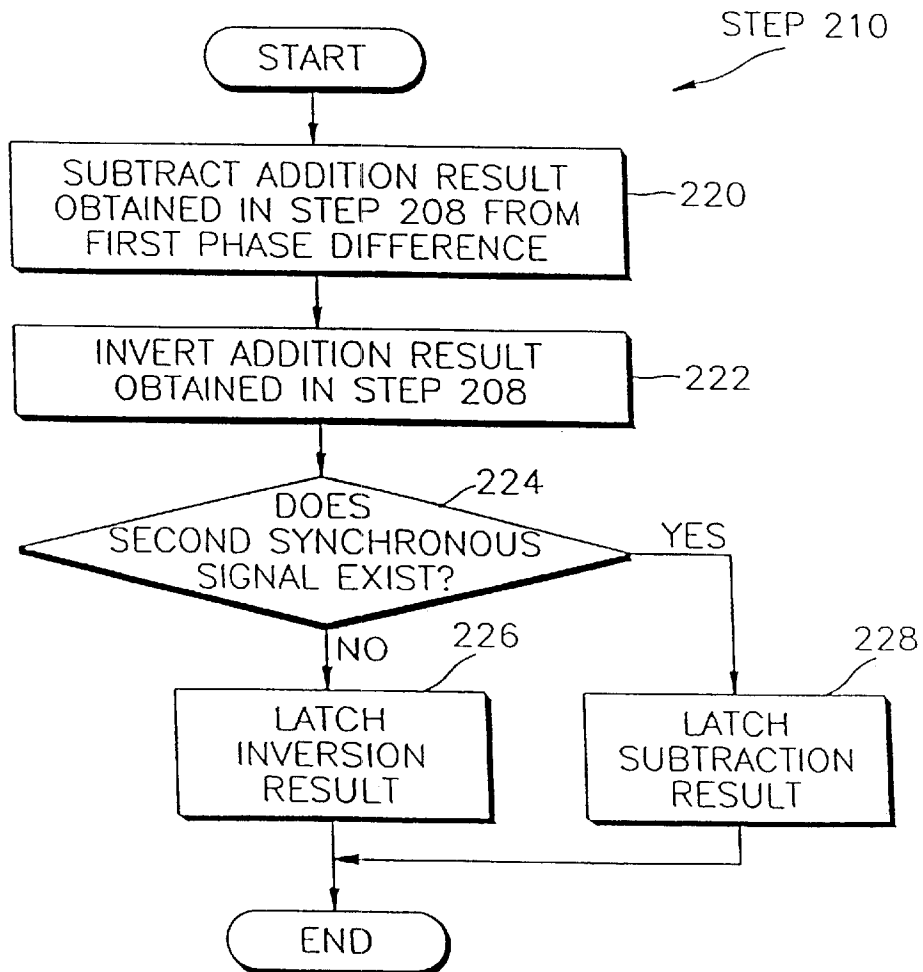 STEP 210
START
SUBTRACT ADDITION RESULT
OBTAINED IN STEP 208 FROM
FIRST PHASE DIFFERENCE
220
INVERT ADDITION RESULT
OBTAINED IN STEP 208
222
224
DOES
SECOND SYNCHRONOUS
SIGNAL EXIST?
YES
NO
226
LATCH
INVERSION
RESULT
228
LATCH
SUBTRACTION
RESULT
END